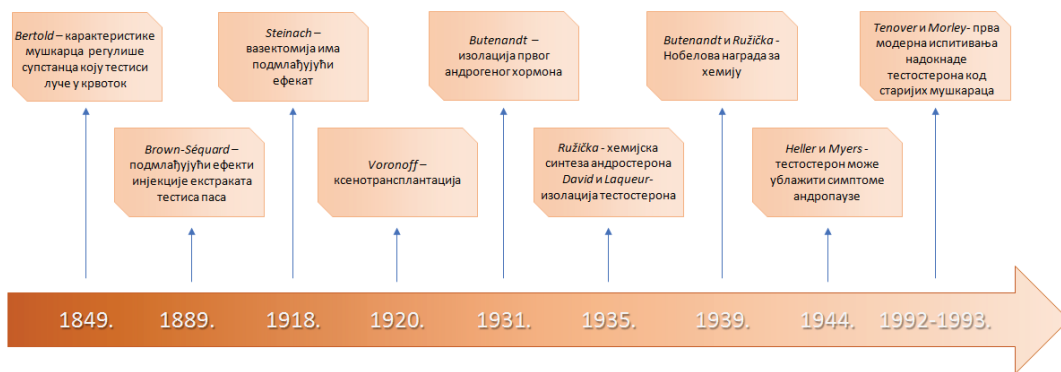 Bertold – карактеристике
мушкарца регулише
супстанца коју тестиси
луче у крвоток
Steinach –
вазектомија има
подмлађујући
ефекат
Butenandt –
изолација првог
андрогеног хормона
Butenandt и Ružička -
Нобелова награда за
хемију
Tenover и Morley- прва
модерна испитивања
надокнаде
тестостерона код
старијих мушкараца
Brown-Séquard –
подмлађујући ефекти
инјекције екстраката
тестиса паса
Voronoff –
ксенотрансплантација
Ružička - хемијска
синтеза андростерона
David и Laqueur-
изолација тестостерона
Heller и Myers -
тестостерон може
ублажити симптоме
андропаузе
1849. 1889. 1918. 1920. 1931. 1935. 1939. 1944. 1992-1993.